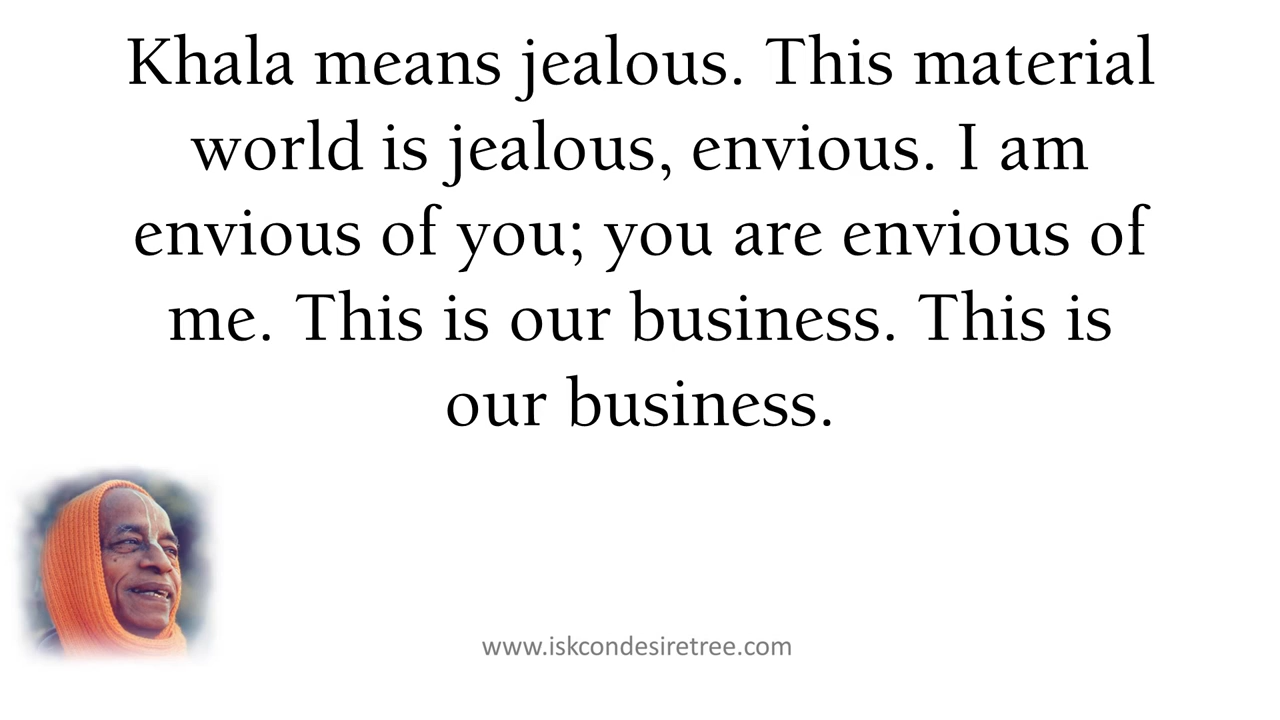 Khala means jealous. This material
world is jealous, envious. I am
envious of you; you are envious of
me. This is our business. This is
our business.
www.iskcondesiretree.com